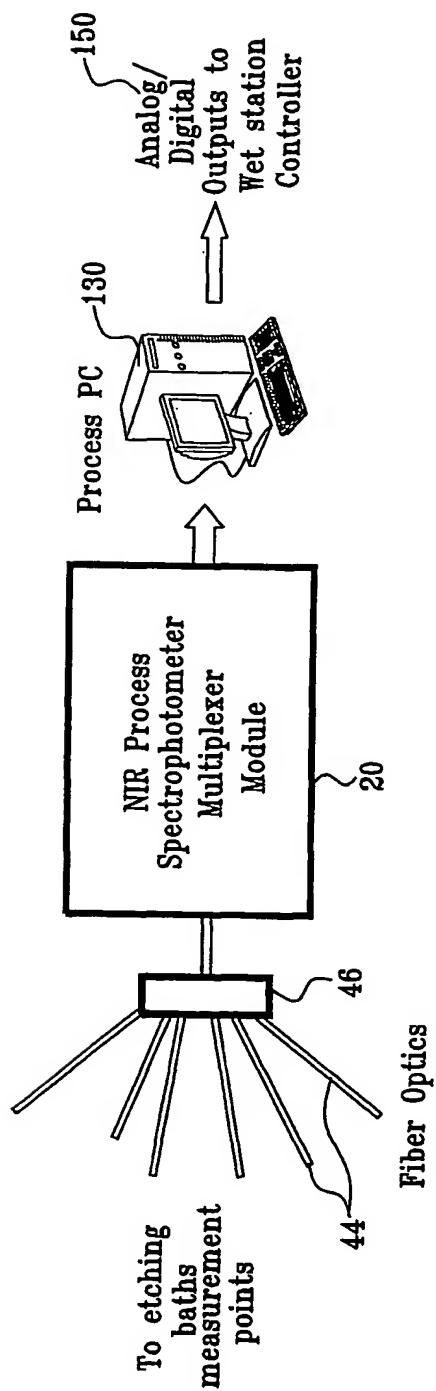 To etching
baths
measurement
points
44
Fiber Optics
46
NIR Process
Spectrophotometer
Multiplexer
Module
20
Process PC
130
150
Analog/
Digital
Outputs to
Wet station
Controller